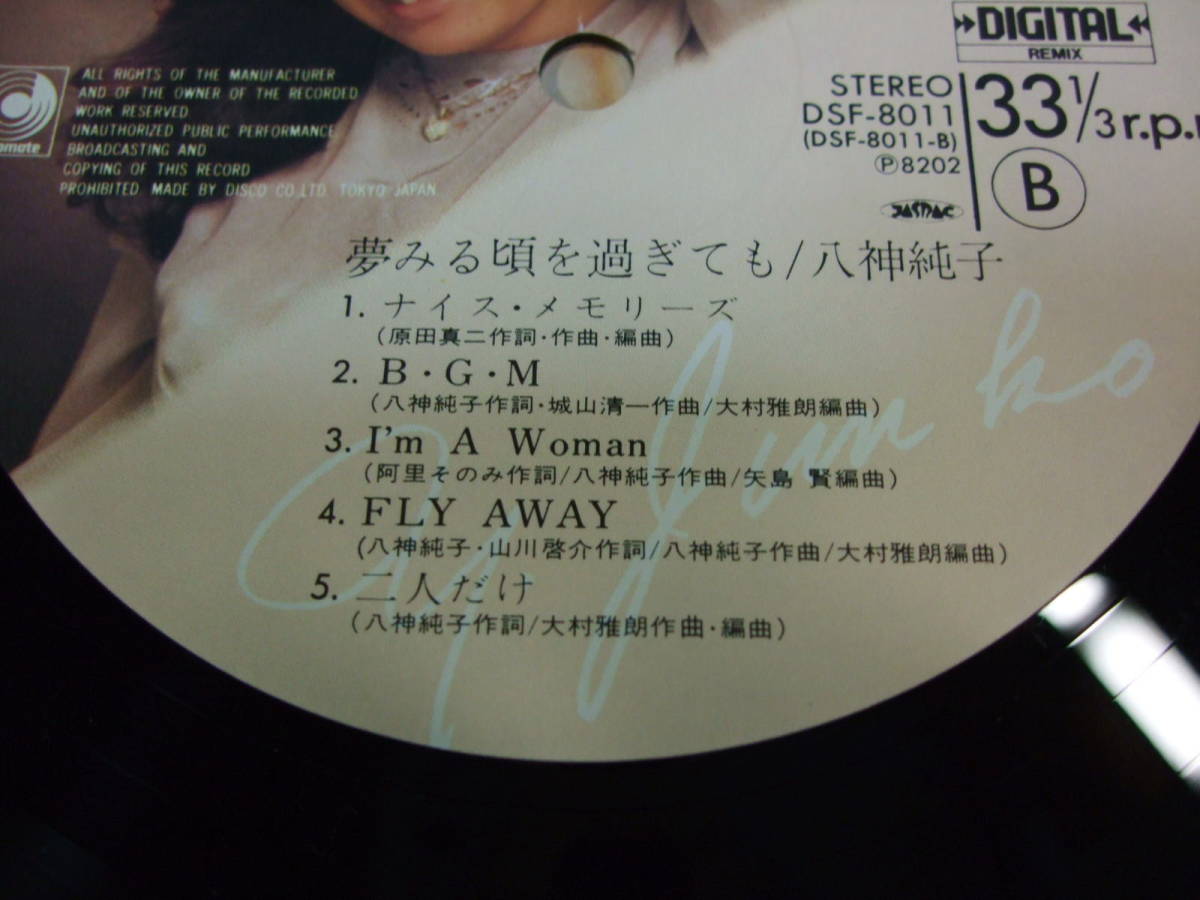 DIGITAL
REMIX
ALL RIGHTS OF THE MANUFACTURER
AND OF THE OWNER OF THE RECORDED
WORK RESERVED
UNAUTHORIZED PUBLIC PERFORMANCE
BROADCASTING AND
COPYING OF THIS RECORD
PROHIBITED. MADE BY DISCO CO.,LTD. TOKYO JAPAN.
STEREO
DSF-8011
(DSF-8011-B)
Ⓟ8202
JASRAC
33 1/3 r.p.
B
夢みる頃を過ぎても/八神純子
1. ナイス・メモリーズ
(原田真二作詞・作曲・編曲)
2. B・G・M
(八神純子作詞・城山清一作曲/大村雅朗編曲)
3. I'm A Woman
(阿里そのみ作詞/八神純子作曲/矢島 賢編曲)
4. FLY AWAY
(八神純子・山川啓介作詞/八神純子作曲/大村雅朗編曲)
5. 二人だけ
(八神純子作詞/大村雅朗作曲・編曲)
Junko